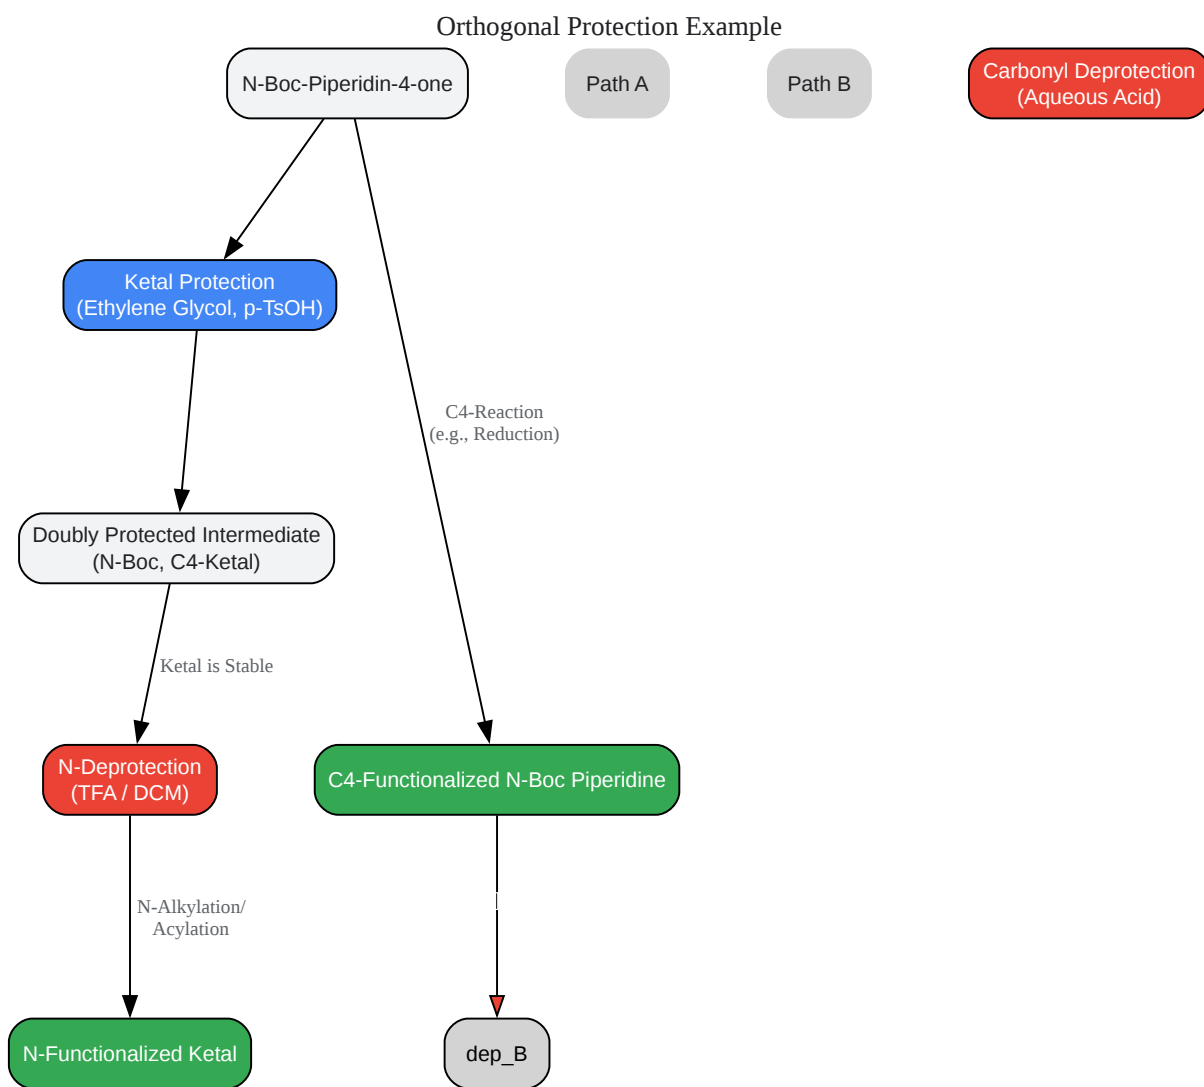 Orthogonal Protection Example
N-Boc-Piperidin-4-one
Path A
Path B
Carbonyl Deprotection
(Aqueous Acid)
Ketal Protection
(Ethylene Glycol, p-TsOH)
C4-Reaction
(e.g., Reduction)
Doubly Protected Intermediate
(N-Boc, C4-Ketal)
Ketal is Stable
N-Deprotection
(TFA / DCM)
C4-Functionalized N-Boc Piperidine
N-Alkylation/
Acylation
N-Functionalized Ketal
dep_B